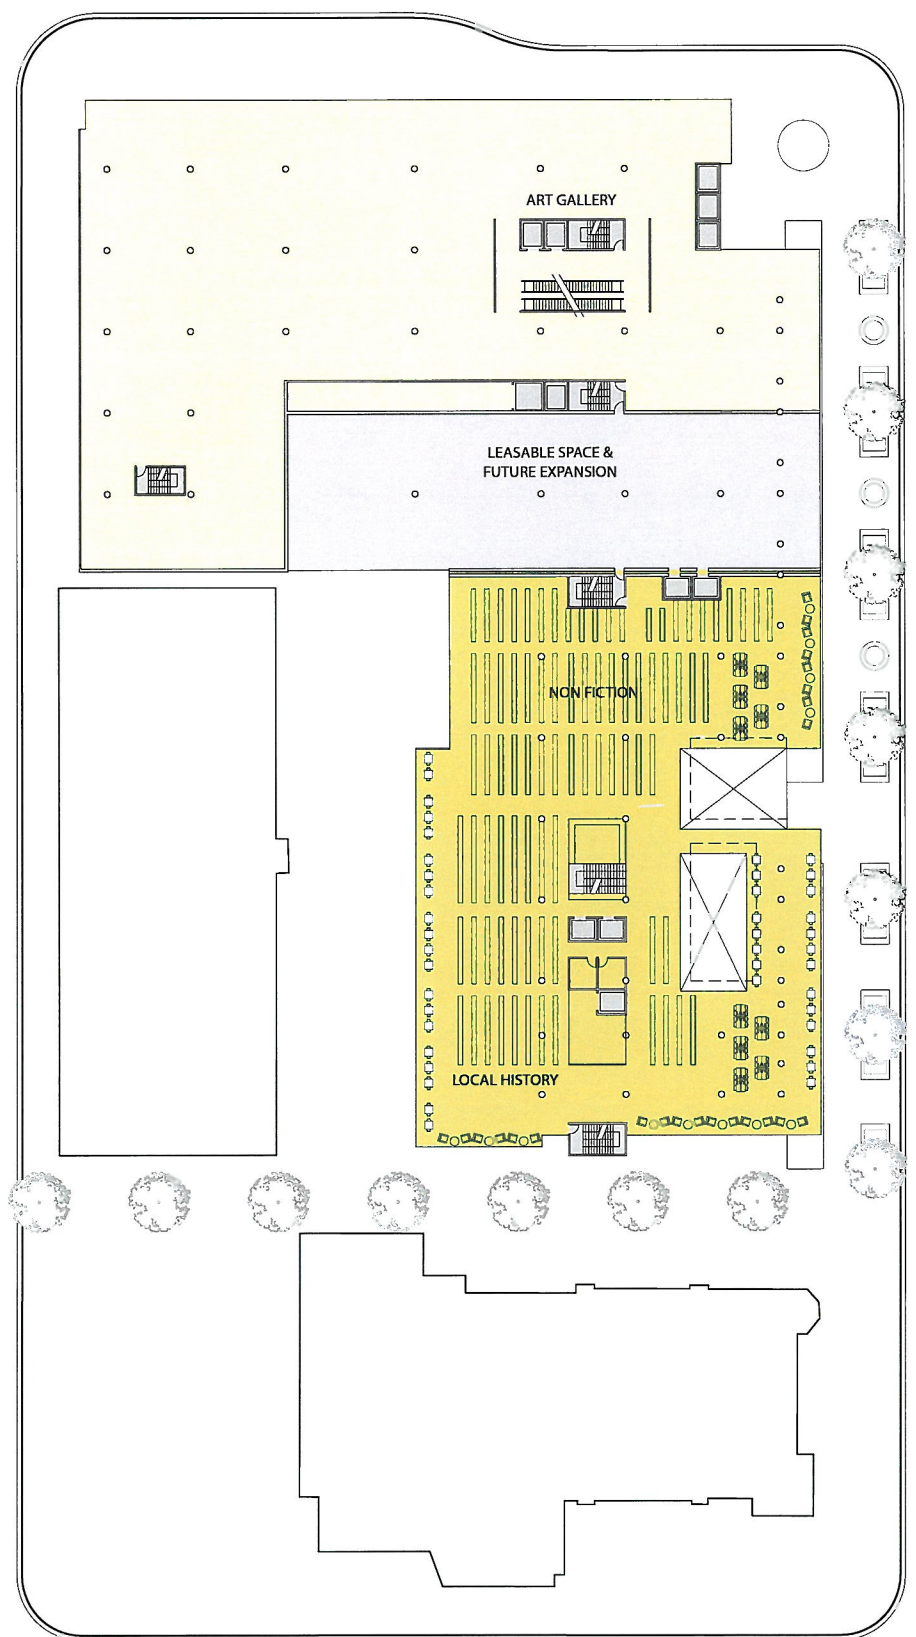 ART GALLERY
LEASABLE SPACE &
FUTURE EXPANSION
NON FICTION
LOCAL HISTORY